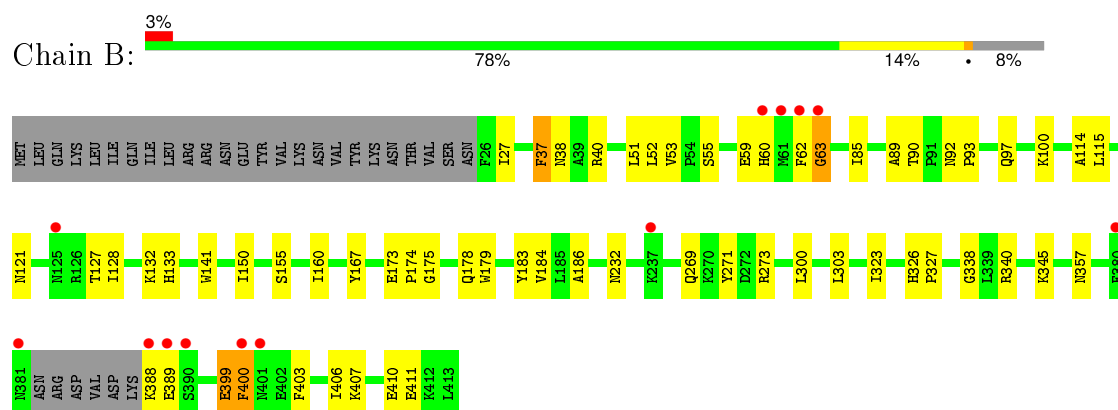 3%
Chain B:
78% 14% • 8%
MET LEU GLN LYS LEU ILE GLN ILE LEU ARG ARG ASN GLU TYR VAL LYS ASN VAL TYR LYS ASN THR VAL SER ASN F26 I27 F37 N38 A39 R40 L51 L52 V53 P54 S55 E59 H60 M61 F62 G63 I85 A89 T90 P91 N92 P93 Q97 K100 A114 L115
N121 N125 R126 T127 I128 K132 H133 W141 I150 S155 I160 Y167 E173 P174 G175 Q178 W179 Y183 V184 L185 A186 N232 K237 Q269 K270 Y271 D272 R273 L300 L303 I323 H326 P327 G338 L339 R340 K345 N357
N381 ASN ARG ASP VAL ASP LYS K388 E389 S390 E399 F400 N401 E402 F403 I406 K407 E410 E411 K412 L413